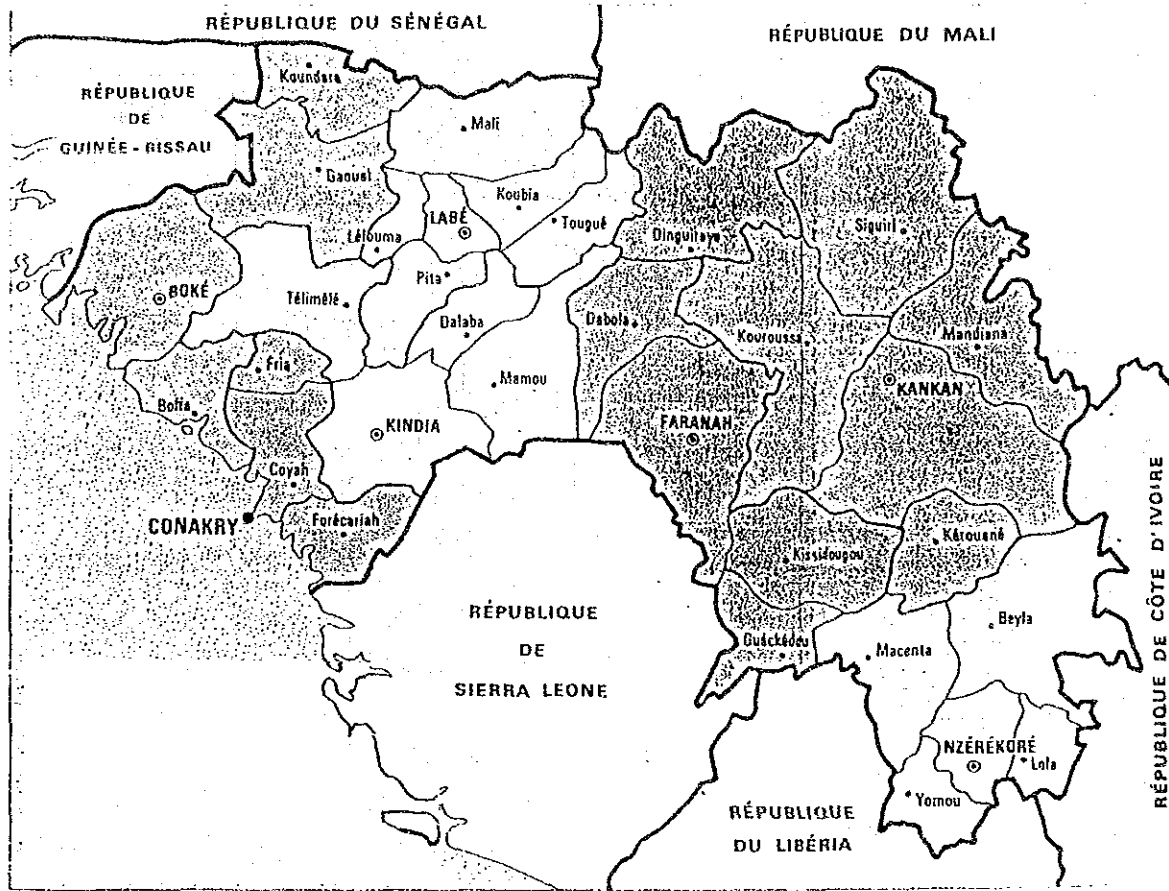 RÉPUBLIQUE DU SÉNÉGAL
RÉPUBLIQUE DU MALI
RÉPUBLIQUE
DE
GUINÉE-BISSAU
Koundara
Mali
Gaoual
Koubia
LABÉ
Tougué
Lélouma
Siguiri
Dinguiraye
Pita
BOKÉ
Télimélé
Dalaba
Dabola
Kouroussa
Mandiana
Fria
Mamou
KANKAN
Boffa
KINDIA
FARANAH
Coyah
CONAKRY
Forécariah
Kissidougou
Kérouané
RÉPUBLIQUE
DE
SIERRA LEONE
Guéckédou
Macenta
Beyla
NZÉRÉKORÉ
Lola
Yomou
RÉPUBLIQUE
DU LIBÉRIA
RÉPUBLIQUE DE CÔTE D'IVOIRE